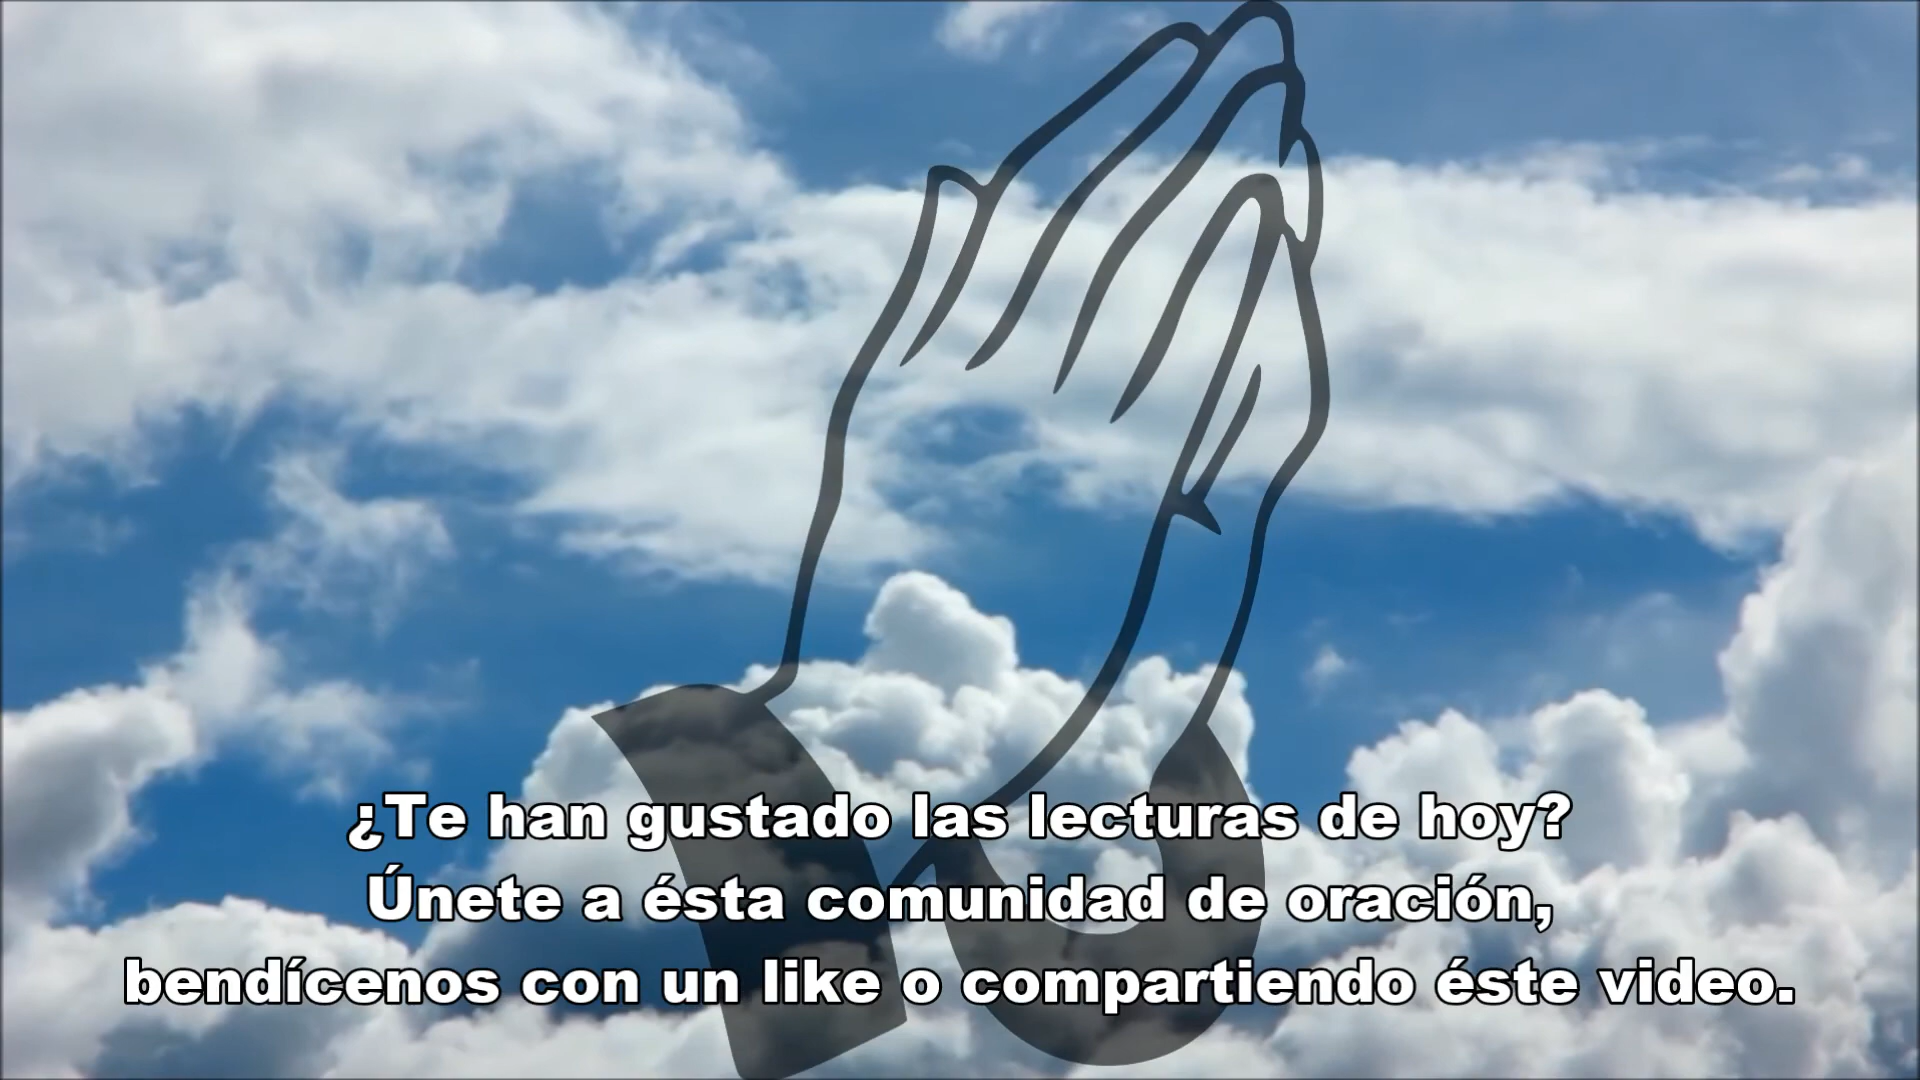 ¿Te han gustado las lecturas de hoy?
Únete a ésta comunidad de oración,
bendícenos con un like o compartiendo éste video.